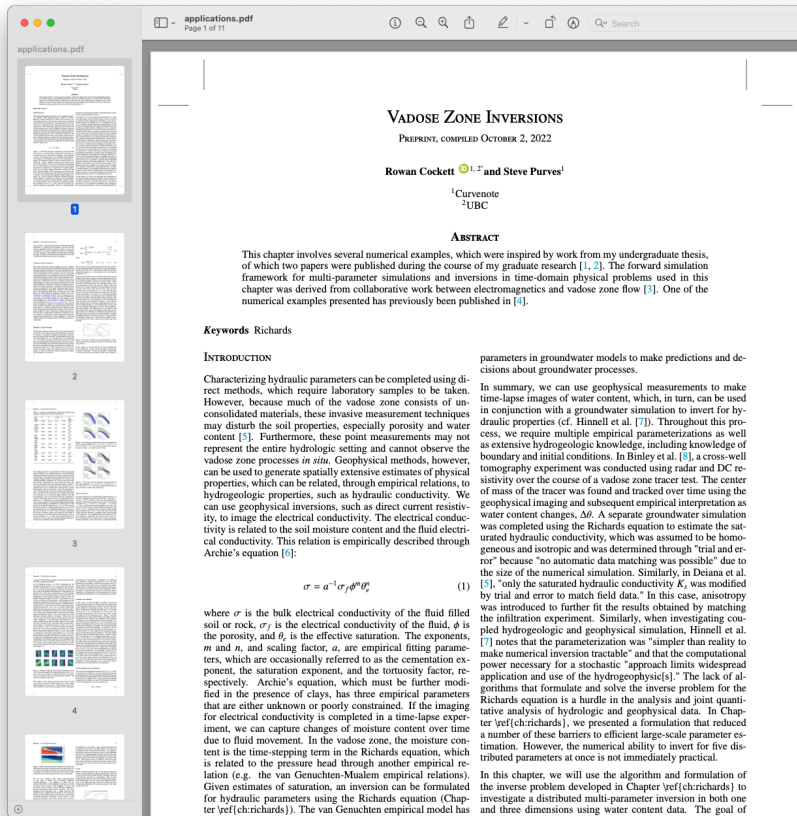 applications.pdf
Page 1 of 11
Search
applications.pdf
1
2
3
4
VADOSE ZONE INVERSIONS
PREPRINT, COMPILED OCTOBER 2, 2022
Rowan Cockett 1, 2* and Steve Purves1
1Curvenote
2UBC
ABSTRACT
This chapter involves several numerical examples, which were inspired by work from my undergraduate thesis,
of which two papers were published during the course of my graduate research [1, 2]. The forward simulation
framework for multi-parameter simulations and inversions in time-domain physical problems used in this
chapter was derived from collaborative work between electromagnetics and vadose zone flow [3]. One of the
numerical examples presented has previously been published in [4].
Keywords Richards
INTRODUCTION
Characterizing hydraulic parameters can be completed using di-
rect methods, which require laboratory samples to be taken.
However, because much of the vadose zone consists of un-
consolidated materials, these invasive measurement techniques
may disturb the soil properties, especially porosity and water
content [5]. Furthermore, these point measurements may not
represent the entire hydrologic setting and cannot observe the
vadose zone processes in situ. Geophysical methods, however,
can be used to generate spatially extensive estimates of physical
properties, which can be related, through empirical relations, to
hydrogeologic properties, such as hydraulic conductivity. We
can use geophysical inversions, such as direct current resistiv-
ity, to image the electrical conductivity. The electrical conduc-
tivity is related to the soil moisture content and the fluid electri-
cal conductivity. This relation is empirically described through
Archie's equation [6]:
σ = a⁻¹σ_f ϕᵐθₑⁿ (1)
where σ is the bulk electrical conductivity of the fluid filled
soil or rock, σ_f is the electrical conductivity of the fluid, ϕ is
the porosity, and θₑ is the effective saturation. The exponents,
m and n, and scaling factor, a, are empirical fitting parame-
ters, which are occasionally referred to as the cementation ex-
ponent, the saturation exponent, and the tortuosity factor, re-
spectively. Archie's equation, which must be further modi-
fied in the presence of clays, has three empirical parameters
that are either unknown or poorly constrained. If the imaging
for electrical conductivity is completed in a time-lapse exper-
iment, we can capture changes of moisture content over time
due to fluid movement. In the vadose zone, the moisture con-
tent is the time-stepping term in the Richards equation, which
is related to the pressure head through another empirical re-
lation (e.g. the van Genuchten-Mualem empirical relations).
Given estimates of saturation, an inversion can be formulated
for hydraulic parameters using the Richards equation (Chap-
ter \ref{ch:richards}). The van Genuchten empirical model has
parameters in groundwater models to make predictions and de-
cisions about groundwater processes.
In summary, we can use geophysical measurements to make
time-lapse images of water content, which, in turn, can be used
in conjunction with a groundwater simulation to invert for hy-
draulic properties (cf. Hinnell et al. [7]). Throughout this pro-
cess, we require multiple empirical parameterizations as well
as extensive hydrogeologic knowledge, including knowledge of
boundary and initial conditions. In Binley et al. [8], a cross-well
tomography experiment was conducted using radar and DC re-
sistivity over the course of a vadose zone tracer test. The center
of mass of the tracer was found and tracked over time using the
geophysical imaging and subsequent empirical interpretation as
water content changes, Δθ. A separate groundwater simulation
was completed using the Richards equation to estimate the sat-
urated hydraulic conductivity, which was assumed to be homo-
geneous and isotropic and was determined through "trial and er-
ror" because "no automatic data matching was possible" due to
the size of the numerical simulation. Similarly, in Deiana et al.
[5], "only the saturated hydraulic conductivity Kₛ was modified
by trial and error to match field data." In this case, anisotropy
was introduced to further fit the results obtained by matching
the infiltration experiment. Similarly, when investigating cou-
pled hydrogeologic and geophysical simulation, Hinnell et al.
[7] notes that the parameterization was "simpler than reality to
make numerical inversion tractable" and that the computational
power necessary for a stochastic "approach limits widespread
application and use of the hydrogeophysic[s]." The lack of al-
gorithms that formulate and solve the inverse problem for the
Richards equation is a hurdle in the analysis and joint quanti-
tative analysis of hydrologic and geophysical data. In Chap-
ter \ref{ch:richards}, we presented a formulation that reduced
a number of these barriers to efficient large-scale parameter es-
timation. However, the numerical ability to invert for five dis-
tributed parameters at once is not immediately practical.
In this chapter, we will use the algorithm and formulation of
the inverse problem developed in Chapter \ref{ch:richards} to
investigate a distributed multi-parameter inversion in both one
and three dimensions using water content data. The goal of